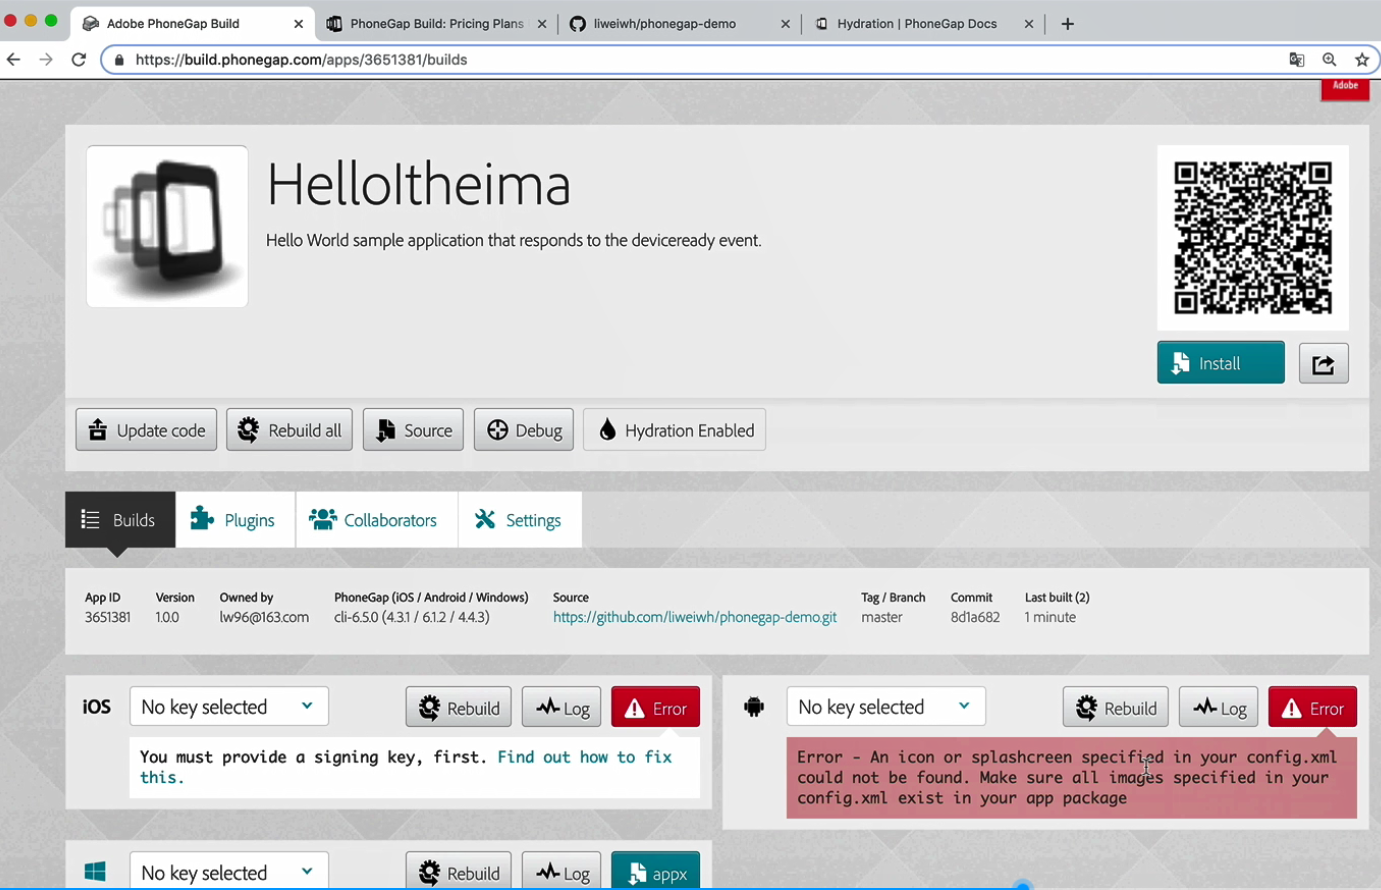 Adobe PhoneGap Build
PhoneGap Build: Pricing Plans
liweiwh/phonegap-demo
Hydration | PhoneGap Docs
https://build.phonegap.com/apps/3651381/builds
Adobe
HelloItheima
Hello World sample application that responds to the deviceready event.
Install
Update code
Rebuild all
Source
Debug
Hydration Enabled
Builds
Plugins
Collaborators
Settings
App ID
Version
Owned by
PhoneGap (iOS / Android / Windows)
Source
Tag / Branch
Commit
Last built (2)
3651381
1.0.0
lw96@163.com
cli-6.5.0 (4.3.1 / 6.1.2 / 4.4.3)
https://github.com/liweiwh/phonegap-demo.git
master
8d1a682
1 minute
iOS
No key selected
Rebuild
Log
Error
You must provide a signing key, first. Find out how to fix
this.
No key selected
Rebuild
Log
Error
Error - An icon or splashcreen specified in your config.xml
could not be found. Make sure all images specified in your
config.xml exist in your app package
No key selected
Rebuild
Log
appx